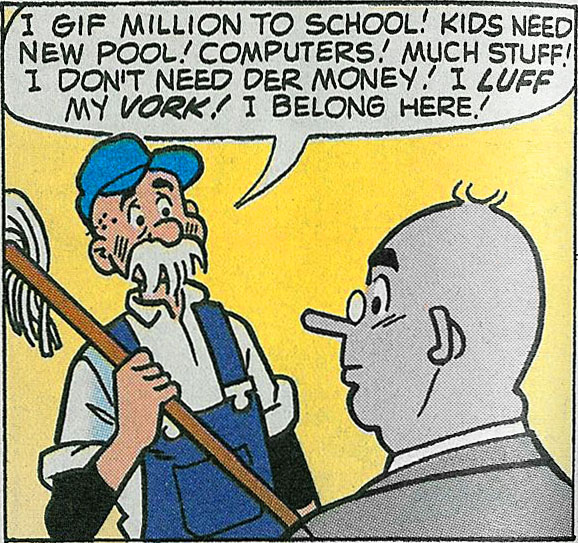 I GIF MILLION TO SCHOOL! KIDS NEED
NEW POOL! COMPUTERS! MUCH STUFF!
I DON'T NEED DER MONEY! I LUFF
MY VORK! I BELONG HERE!